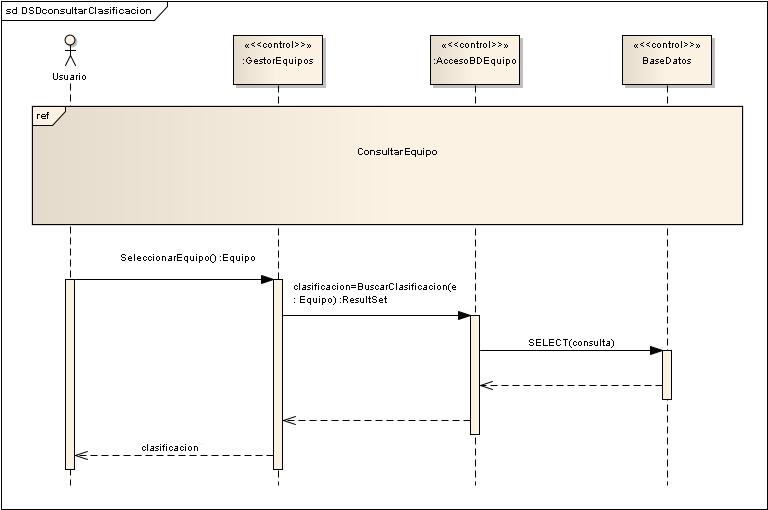 sd DSDconsultarClasificacion
Usuario
«<<control>>»
:GestorEquipos
«<<control>>»
:AccesoBDEquipo
«<<control>>»
BaseDatos
ref
ConsultarEquipo
SeleccionarEquipo() :Equipo
clasificacion=BuscarClasificacion(e
: Equipo) :ResultSet
SELECT(consulta)
clasificacion